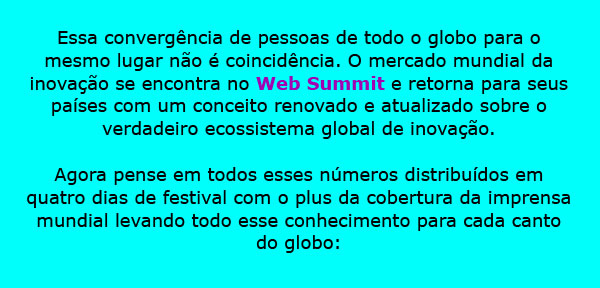 Essa convergência de pessoas de todo o globo para o
mesmo lugar não é coincidência. O mercado mundial da
inovação se encontra no Web Summit e retorna para seus
países com um conceito renovado e atualizado sobre o
verdadeiro ecossistema global de inovação.
Agora pense em todos esses números distribuídos em
quatro dias de festival com o plus da cobertura da imprensa
mundial levando todo esse conhecimento para cada canto
do globo: